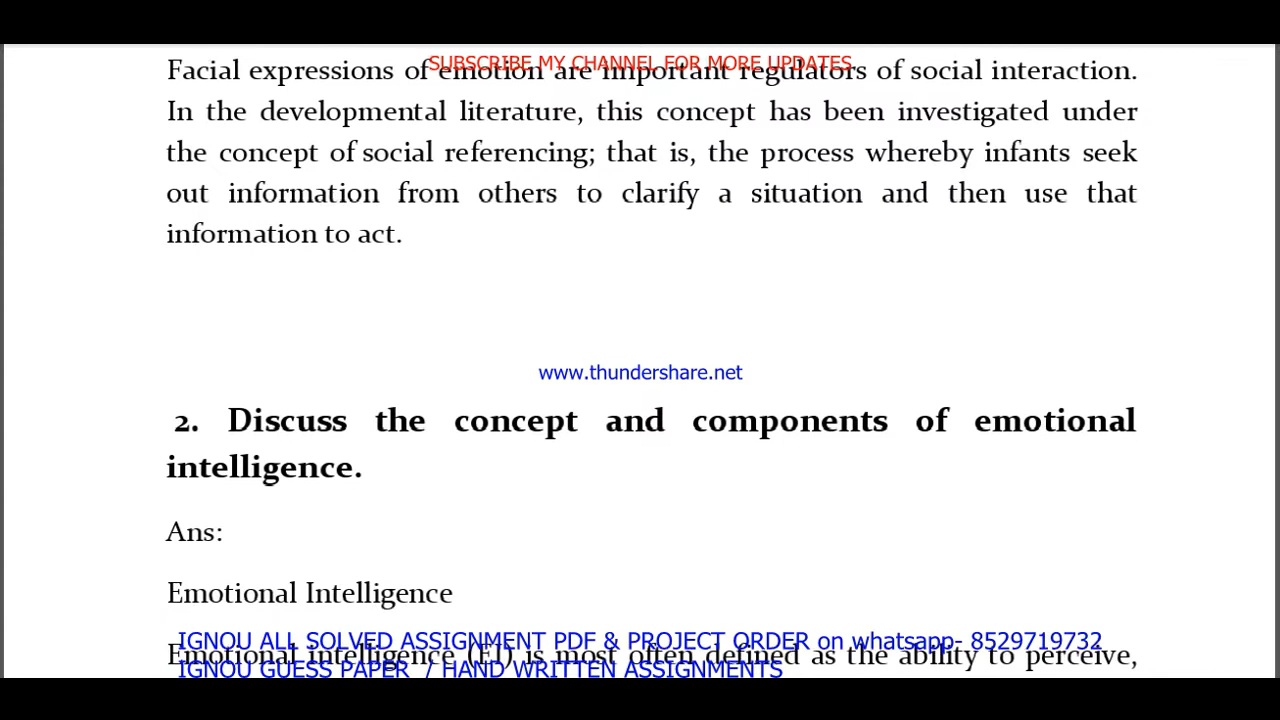 SUBSCRIBE MY CHANNEL FOR MORE UPDATES
Facial expressions of emotion are important regulators of social interaction.
In the developmental literature, this concept has been investigated under
the concept of social referencing; that is, the process whereby infants seek
out information from others to clarify a situation and then use that
information to act.
www.thundershare.net
2. Discuss the concept and components of emotional
intelligence.
Ans:
Emotional Intelligence
IGNOU ALL SOLVED ASSIGNMENT PDF & PROJECT ORDER on whatsapp- 8529719732
Emotional intelligence (EI) is most often defined as the ability to perceive,
IGNOU GUESS PAPER / HAND WRITTEN ASSIGNMENTS